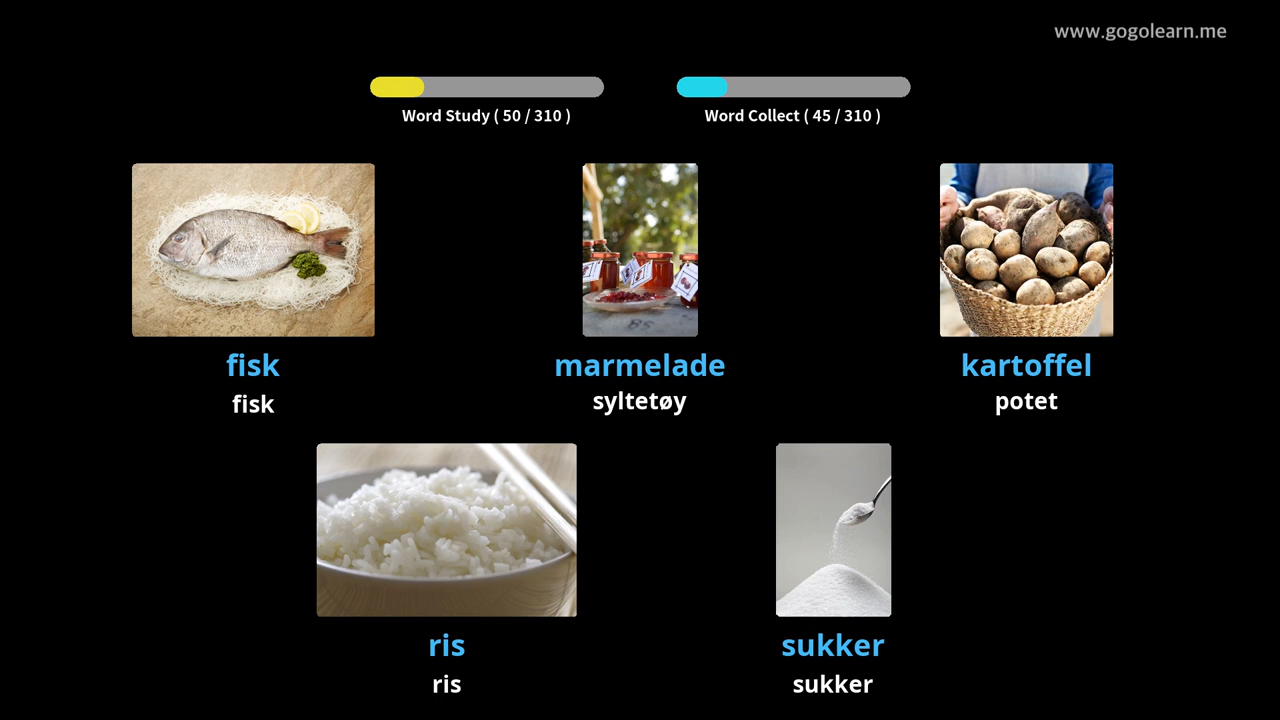 www.gogolearn.me
Word Study ( 50 / 310 )
Word Collect ( 45 / 310 )
fisk
fisk
marmelade
syltetøy
kartoffel
potet
ris
ris
sukker
sukker